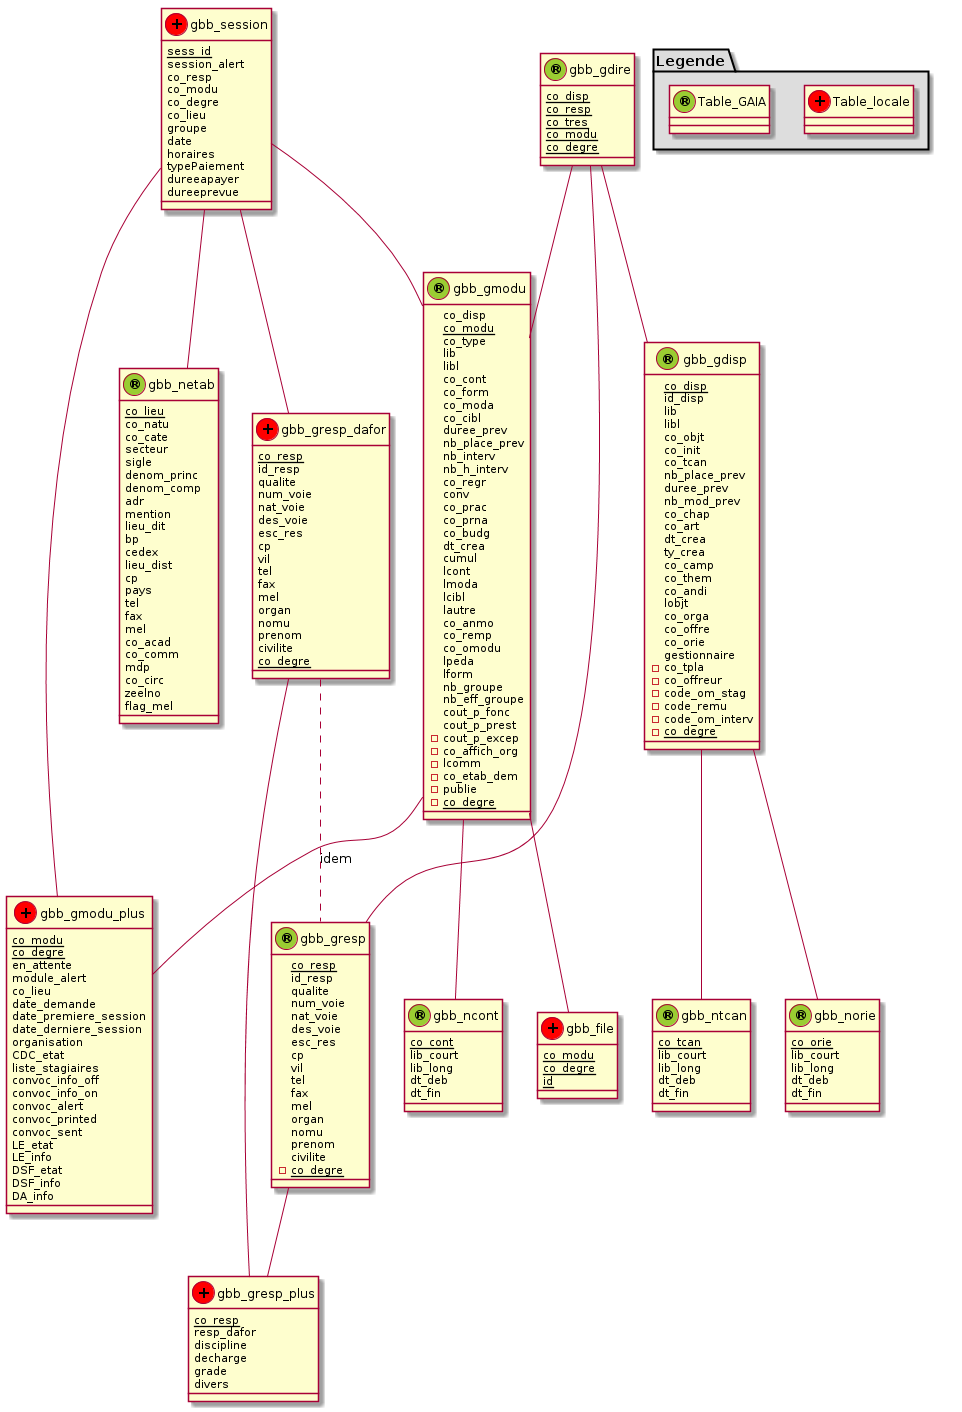 gbb_session
sess_id
session_alert
co_resp
co_modu
co_degre
co_lieu
groupe
date
horaires
typePaiement
dureeapayer
dureeprevue
gbb_gdire
co_disp
co_resp
co_tres
co_modu
co_degre
Legende
® Table_GAIA
+ Table_locale
gbb_gmodu
co_disp
co_modu
co_type
lib
libl
co_cont
co_form
co_moda
co_cibl
duree_prev
nb_place_prev
nb_interv
nb_h_interv
co_regr
conv
co_prac
co_prna
co_budg
dt_crea
cumul
lcont
lmoda
lcibl
lautre
co_anmo
co_remp
co_omodu
lpeda
lform
nb_groupe
nb_eff_groupe
cout_p_fonc
cout_p_prest
cout_p_excep
co_affich_org
lcomm
co_etab_dem
publie
co_degre
gbb_gdisp
co_disp
id_disp
lib
libl
co_objt
co_init
co_tcan
nb_place_prev
duree_prev
nb_mod_prev
co_chap
co_art
dt_crea
ty_crea
co_camp
co_them
co_andi
lobjt
co_orga
co_offre
co_orie
gestionnaire
co_tpla
co_offreur
code_om_stag
code_remu
code_om_interv
co_degre
gbb_netab
co_lieu
co_natu
co_cate
secteur
sigle
denom_princ
denom_comp
adr
mention
lieu_dit
bp
cedex
lieu_dist
cp
pays
tel
fax
mel
co_acad
co_comm
mdp
co_circ
zeelno
flag_mel
gbb_gresp_dafor
co_resp
id_resp
qualite
num_voie
nat_voie
des_voie
esc_res
cp
vil
tel
fax
mel
organ
nomu
prenom
civilite
co_degre
idem
gbb_gmodu_plus
co_modu
co_degre
en_attente
module_alert
co_lieu
date_demande
date_premiere_session
date_derniere_session
organisation
CDC_etat
liste_stagiaires
convoc_info_off
convoc_info_on
convoc_alert
convoc_printed
convoc_sent
LE_etat
LE_info
DSF_etat
DSF_info
DA_info
gbb_gresp
co_resp
id_resp
qualite
num_voie
nat_voie
des_voie
esc_res
cp
vil
tel
fax
mel
organ
nomu
prenom
civilite
co_degre
gbb_ncont
co_cont
lib_court
lib_long
dt_deb
dt_fin
gbb_file
co_modu
co_degre
id
gbb_ntcan
co_tcan
lib_court
lib_long
dt_deb
dt_fin
gbb_norie
co_orie
lib_court
lib_long
dt_deb
dt_fin
gbb_gresp_plus
co_resp
resp_dafor
discipline
decharge
grade
divers